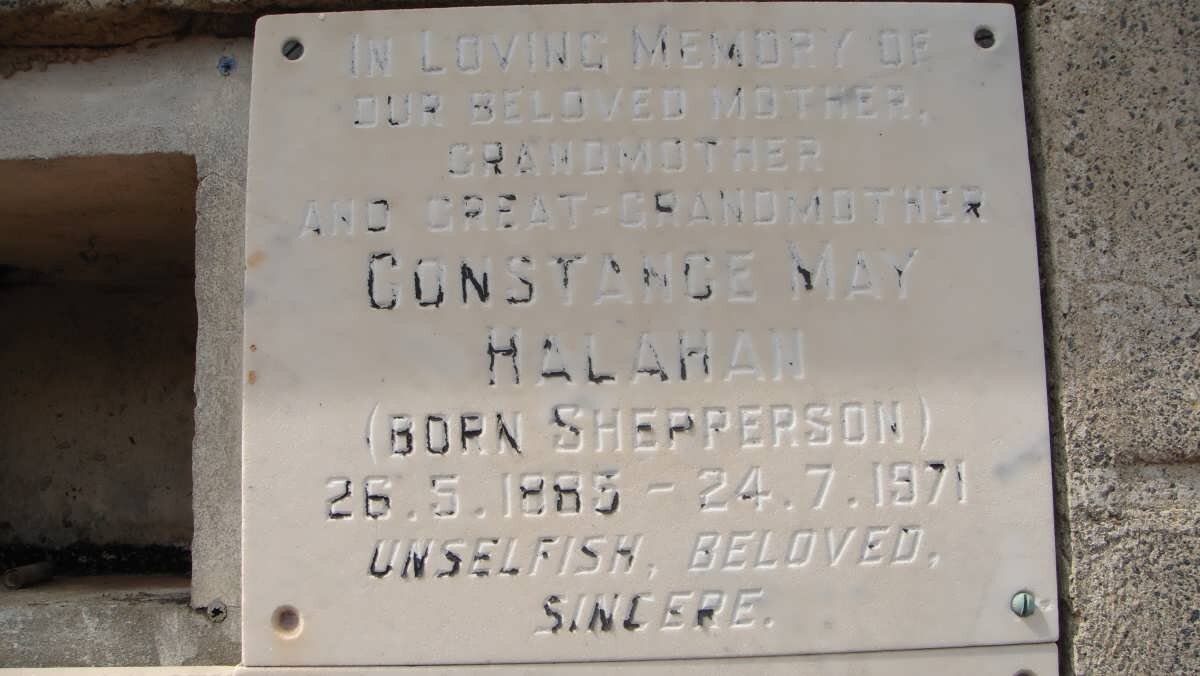 IN LOVING MEMORY OF
OUR BELOVED MOTHER,
GRANDMOTHER
AND GREAT-GRANDMOTHER
CONSTANCE MAY
HALAHAN
(BORN SHEPPERSON)
26.5.1885 - 24.7.1971
UNSELFISH, BELOVED,
SINCERE.